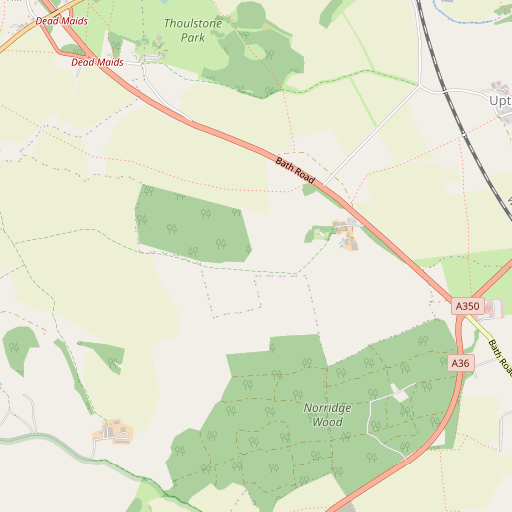 Dead Maids
Thoulstone
Park
Dead Maids
Upt
Bath Road
W
A350
Bath Road
A36
Norridge
Wood